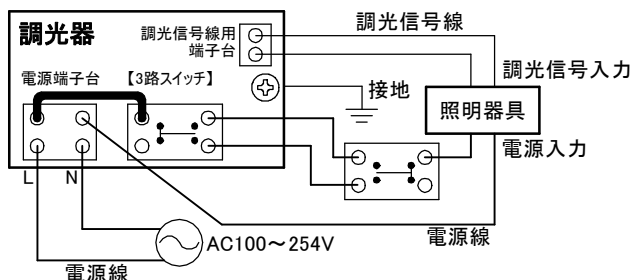 調光器
調光信号線用
端子台
調光信号線
電源端子台
【3路スイッチ】
接地
調光信号入力
照明器具
電源入力
L
N
AC100～254V
電源線
電源線